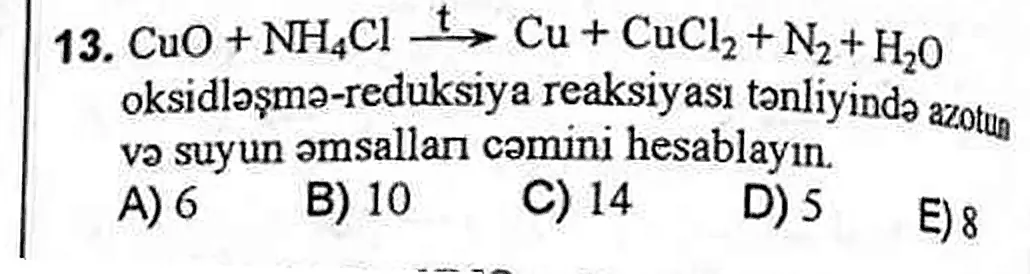 13. CuO + NH₄Cl →ᵗ Cu + CuCl₂ + N₂ + H₂O
oksidləşmə-reduksiya reaksiyası tənliyində azotun
və suyun əmsalları cəmini hesablayın.
A) 6 B) 10 C) 14 D) 5 E) 8